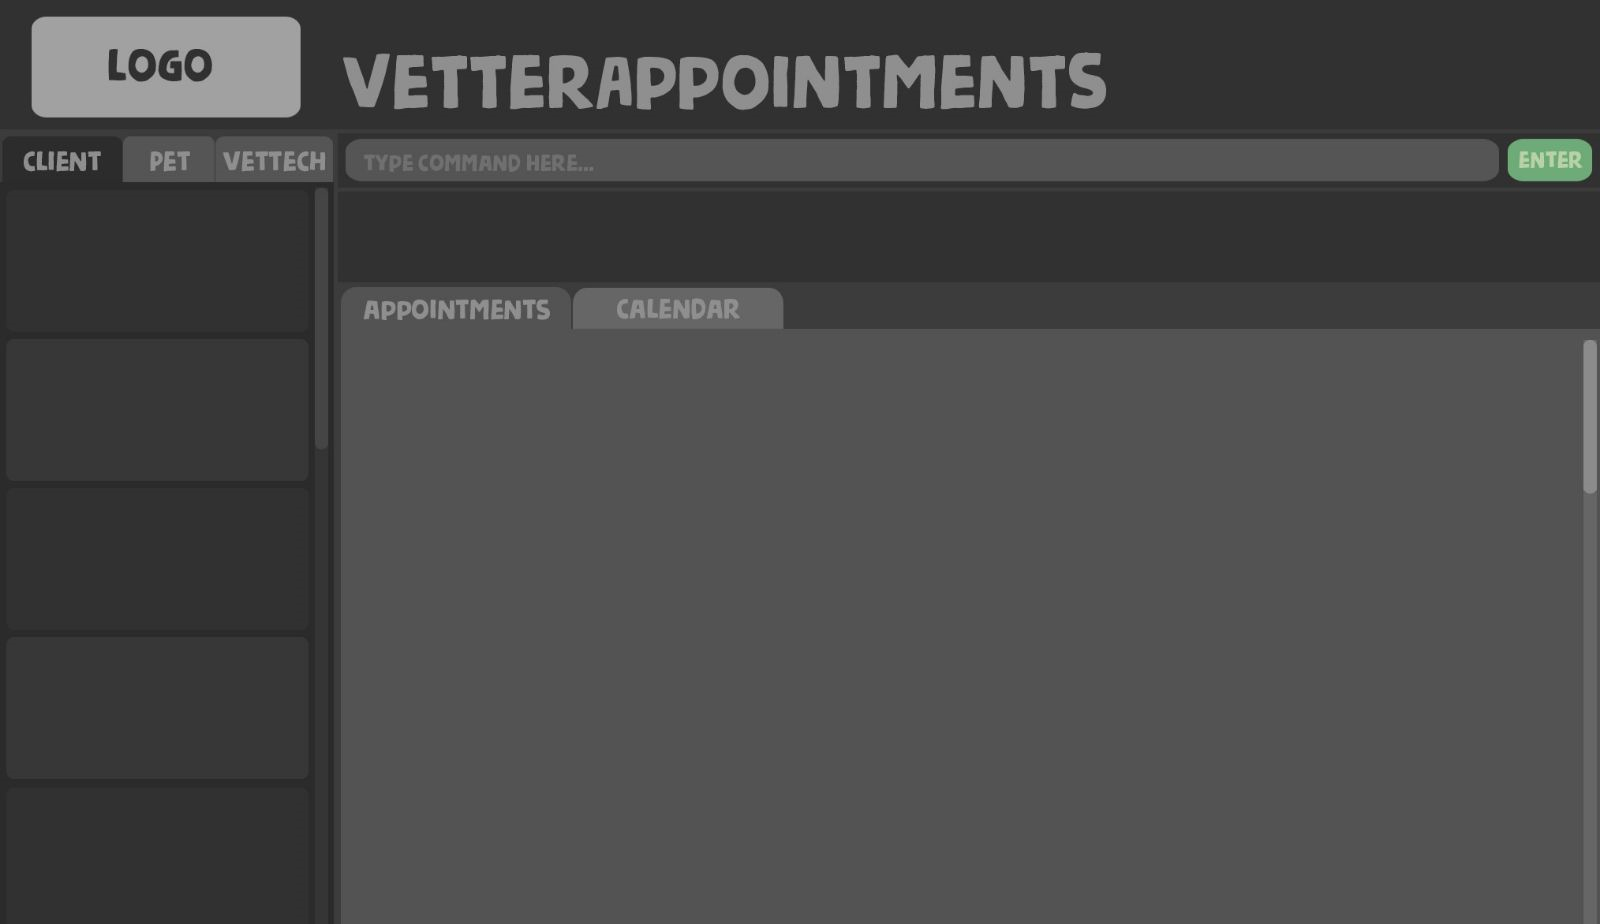 LOGO
VETTERAPPOINTMENTS
CLIENT
PET
VETTECH
TYPE COMMAND HERE...
ENTER
APPOINTMENTS
CALENDAR